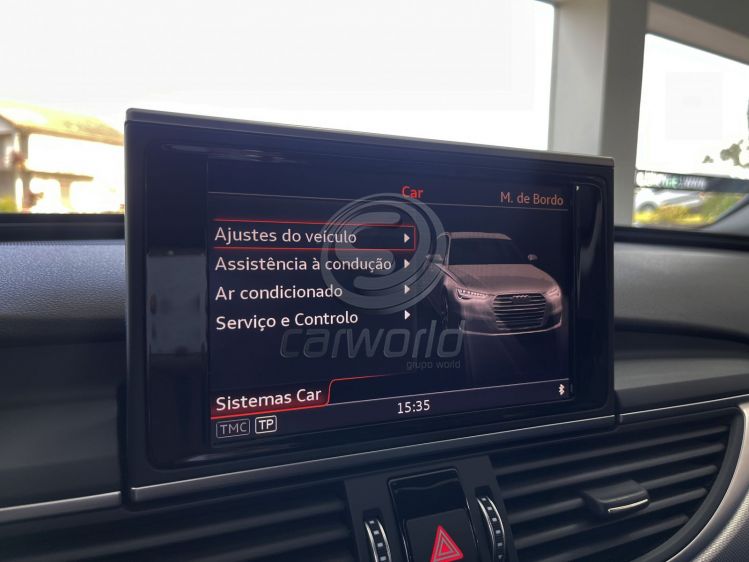 Car
M. de Bordo
Ajustes do veículo
Assistência à condução
Ar condicionado
Serviço e Controlo
carworld
grupo world
Sistemas Car
15:35
TMC TP